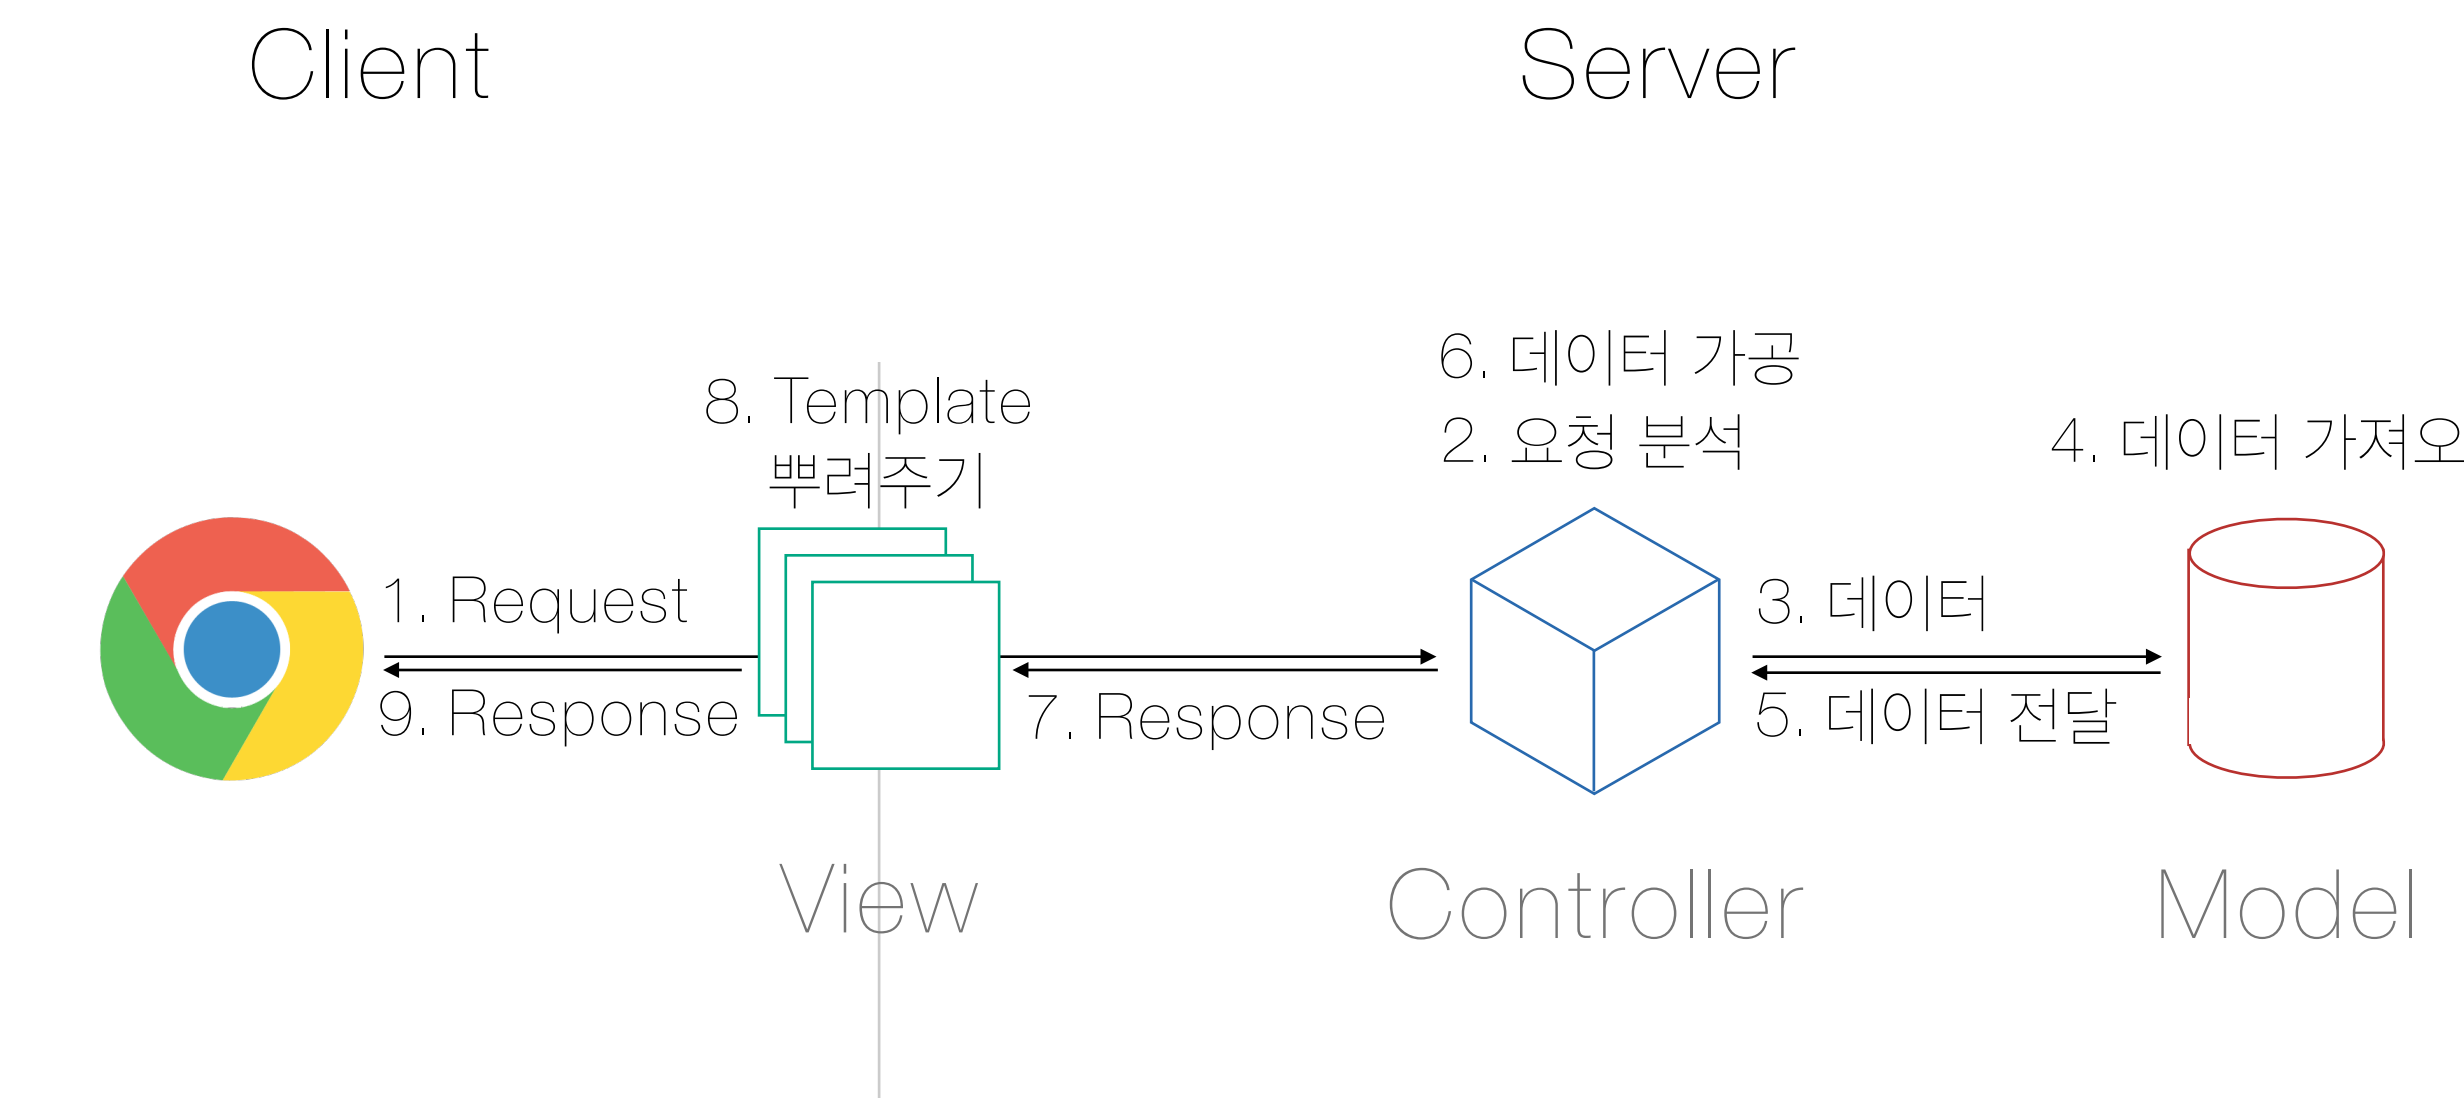 Client
Server
6. 데이터 가공
8. Template
뿌려주기
2. 요청 분석
4. 데이터 가져오
1. Request
3. 데이터
9. Response
7. Response
5. 데이터 전달
View
Controller
Model